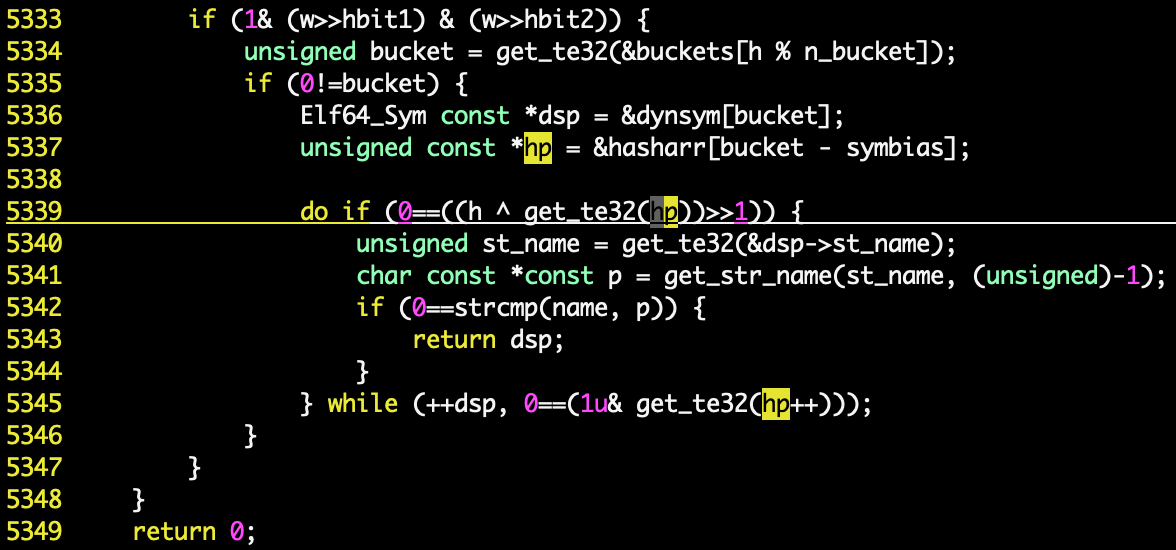 5333         if (1& (w>>hbit1) & (w>>hbit2)) {
5334             unsigned bucket = get_te32(&buckets[h % n_bucket]);
5335             if (0!=bucket) {
5336                 Elf64_Sym const *dsp = &dynsym[bucket];
5337                 unsigned const *hp = &hasharr[bucket - symbias];
5338
5339                 do if (0==((h ^ get_te32(hp))>>1)) {
5340                     unsigned st_name = get_te32(&dsp->st_name);
5341                     char const *const p = get_str_name(st_name, (unsigned)-1);
5342                     if (0==strcmp(name, p)) {
5343                         return dsp;
5344                     }
5345                 } while (++dsp, 0==(1u& get_te32(hp++)));
5346             }
5347         }
5348     }
5349     return 0;